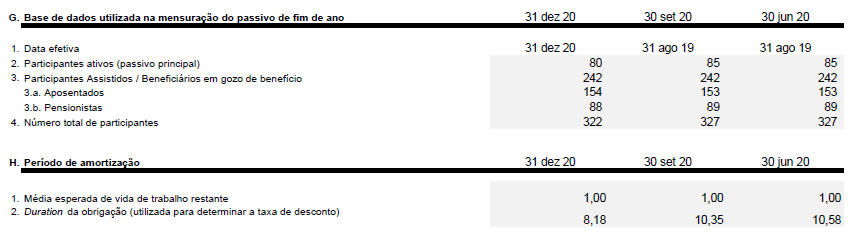 G. Base de dados utilizada na mensuração do passivo de fim de ano 31 dez 20 30 set 20 30 jun 20
1. Data efetiva 31 dez 20 31 ago 19 31 ago 19
2. Participantes ativos (passivo principal) 80 85 85
3. Participantes Assistidos / Beneficiários em gozo de benefício 242 242 242
3.a. Aposentados 154 153 153
3.b. Pensionistas 88 89 89
4. Número total de participantes 322 327 327
H. Período de amortização 31 dez 20 30 set 20 30 jun 20
1. Média esperada de vida de trabalho restante 1,00 1,00 1,00
2. Duration da obrigação (utilizada para determinar a taxa de desconto) 8,18 10,35 10,58